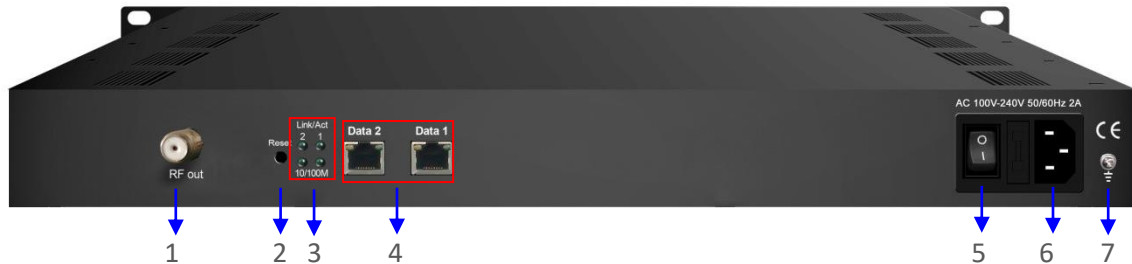 AC 100V-240V 50/60Hz 2A
Link/Act
2 1
Data 2
Data 1
Reset
RF out
10/100M
O
I
CE
1
2
3
4
5
6
7